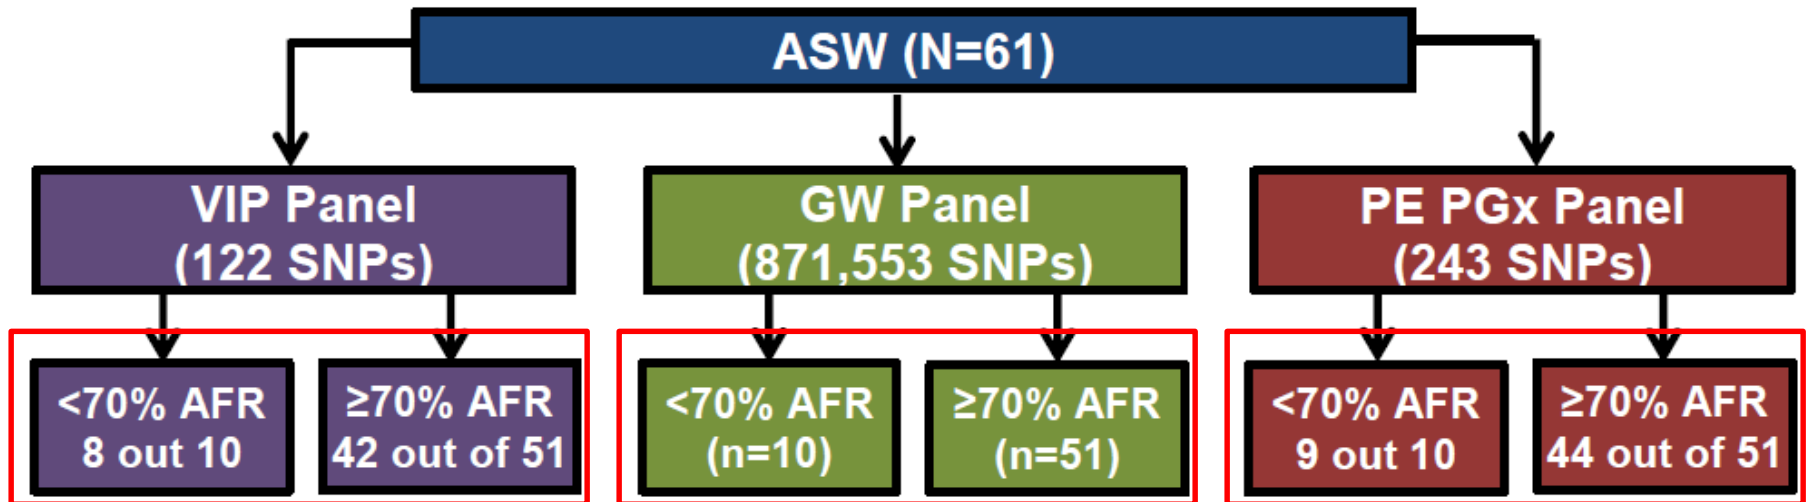 ASW (N=61)
VIP Panel
(122 SNPs)
GW Panel
(871,553 SNPs)
PE PGx Panel
(243 SNPs)
<70% AFR
8 out 10
≥70% AFR
42 out of 51
<70% AFR
(n=10)
≥70% AFR
(n=51)
<70% AFR
9 out 10
≥70% AFR
44 out of 51